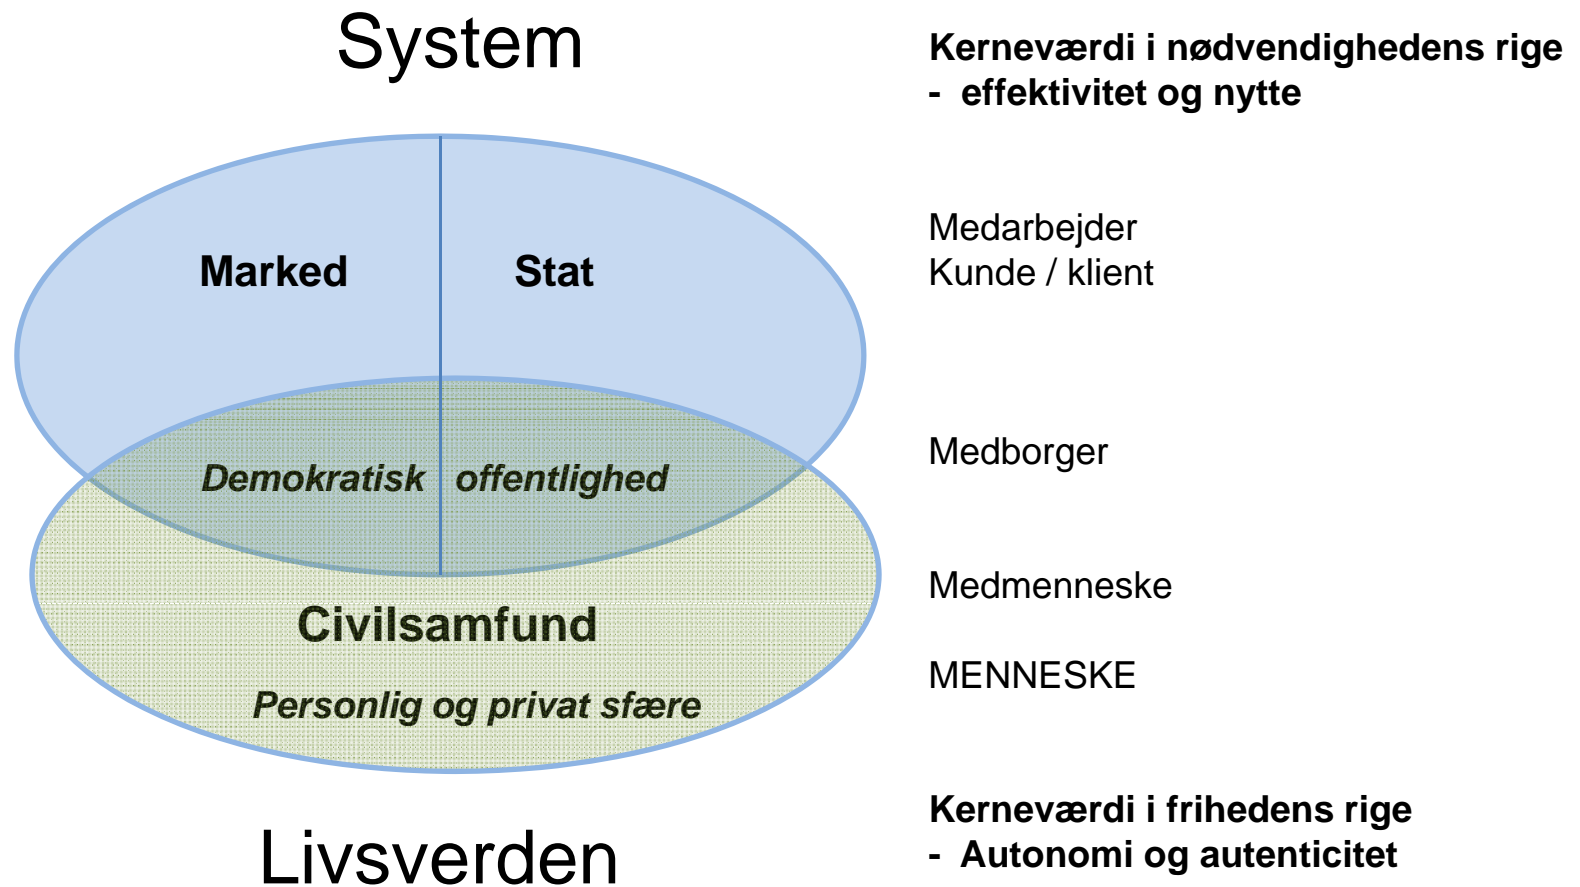 System
Kerneværdi i nødvendighedens rige
- effektivitet og nytte
Marked
Stat
Medarbejder
Kunde / klient
Demokratisk offentlighed
Medborger
Civilsamfund
Medmenneske
Personlig og privat sfære
MENNESKE
Livsverden
Kerneværdi i frihedens rige
- Autonomi og autenticitet